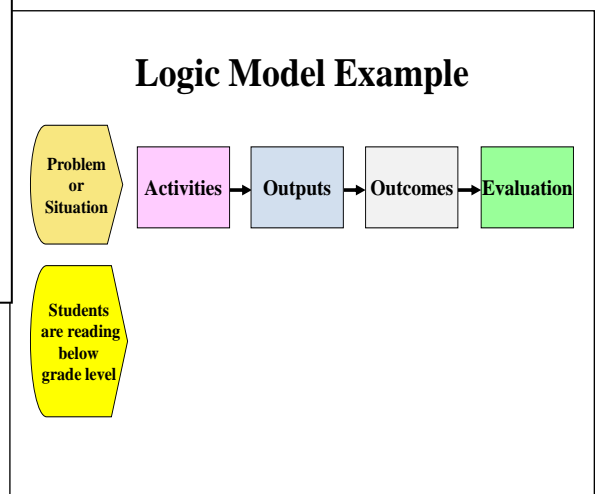 Logic Model Example
Problem
or
Situation
Activities
Outputs
Outcomes
Evaluation
Students
are reading
below
grade level